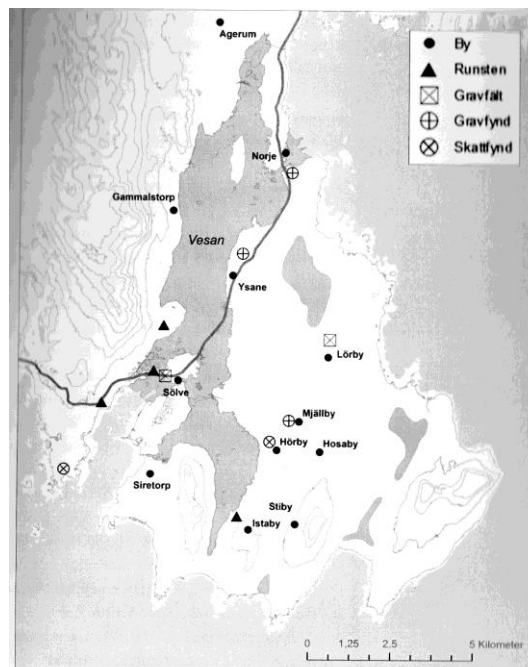 Agerum
By
Runsten
Gravfält
Gravfynd
Skattfynd
Norje
Gammalstorp
Vesan
Ysane
Lörby
Sölve
Mjällby
Hörby
Hosaby
Siretorp
Stiby
Istaby
0 1,25 2,5 5 Kilometer